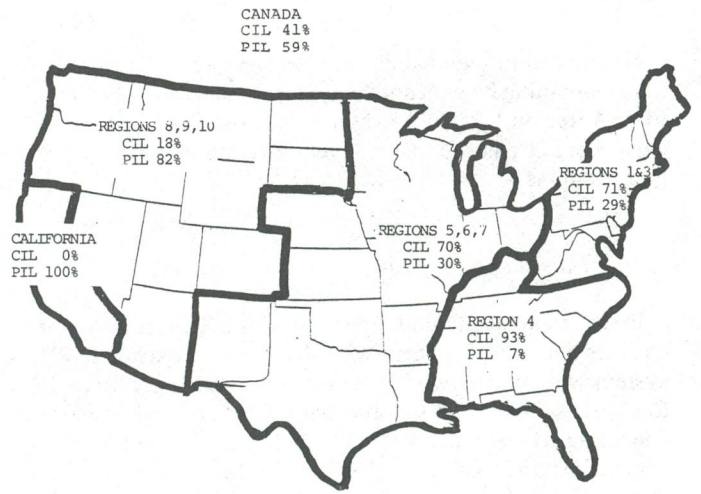 CANADA
CIL 41%
PIL 59%
REGIONS 8,9,10
CIL 18%
PIL 82%
REGIONS 1&3
CIL 71%
PIL 29%
CALIFORNIA
CIL 0%
PIL 100%
REGIONS 5,6,7
CIL 70%
PIL 30%
REGION 4
CIL 93%
PIL 7%